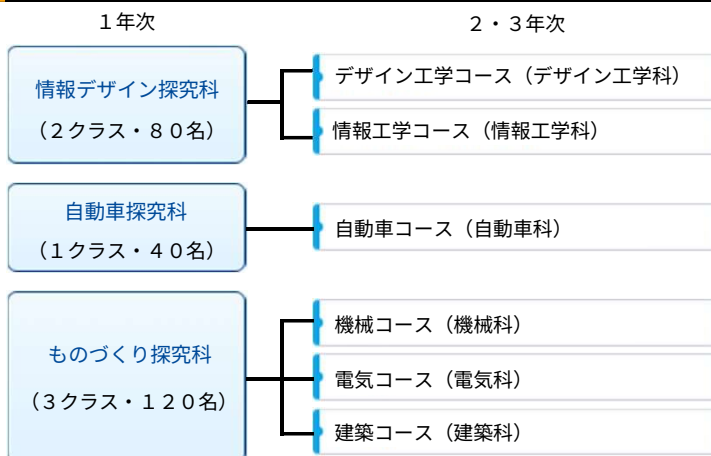 １年次
２・３年次
情報デザイン探究科
（２クラス・８０名）
デザイン工学コース（デザイン工学科）
情報工学コース（情報工学科）
自動車探究科
（１クラス・４０名）
自動車コース（自動車科）
ものづくり探究科
（３クラス・１２０名）
機械コース（機械科）
電気コース（電気科）
建築コース（建築科）